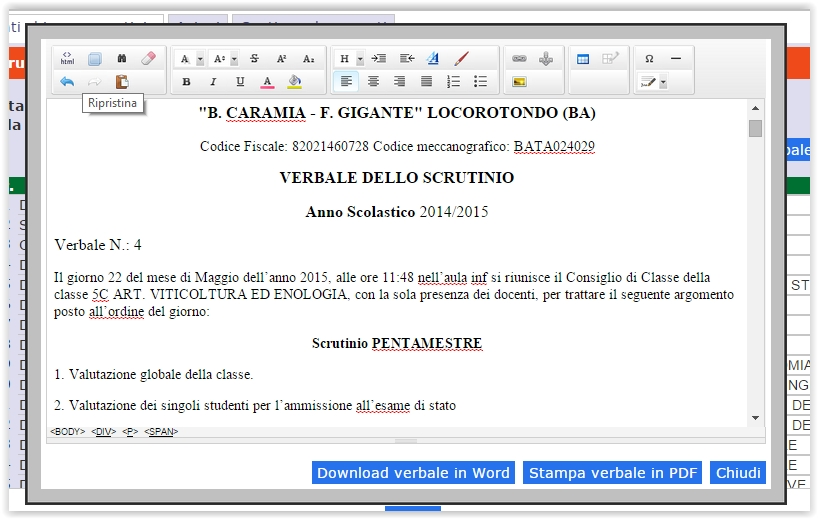 html
A A S A² A₂ H Ω
B I U A
Ripristina
"B. CARAMIA - F. GIGANTE" LOCOROTONDO (BA)
Codice Fiscale: 82021460728 Codice meccanografico: BATA024029
VERBALE DELLO SCRUTINIO
Anno Scolastico 2014/2015
Verbale N.: 4
Il giorno 22 del mese di Maggio dell’anno 2015, alle ore 11:48 nell’aula inf si riunisce il Consiglio di Classe della
classe 5C ART. VITICOLTURA ED ENOLOGIA, con la sola presenza dei docenti, per trattare il seguente argomento
posto all’ordine del giorno:
Scrutinio PENTAMESTRE
1. Valutazione globale della classe.
2. Valutazione dei singoli studenti per l’ammissione all’esame di stato
<BODY> <DIV> <P> <SPAN>
Download verbale in Word Stampa verbale in PDF Chiudi